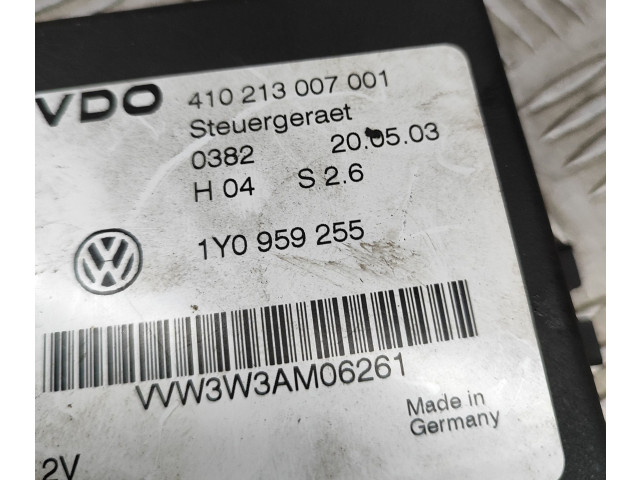 VDO 410 213 007 001
Steuergeraet
0382 20.05.03
H 04 S 2.6
1Y0 959 255
VVW3W3AM06261
Made in
Germany
2V